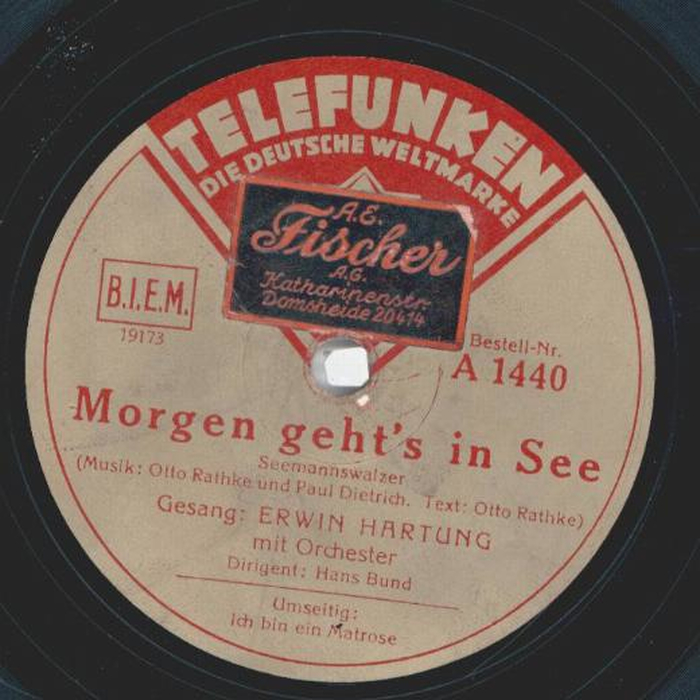 TELEFUNKEN
DIE DEUTSCHE WELTMARKE
A.E.
Fischer
A.G.
Katharinenstr.
Domsheide 20414
B.I.E.M.
19173
Bestell-Nr.
A 1440
Morgen geht's in See
Seemannswalzer
(Musik: Otto Rathke und Paul Dietrich. Text: Otto Rathke)
Gesang: ERWIN HARTUNG
mit Orchester
Dirigent: Hans Bund
Umseitig:
Ich bin ein Matrose